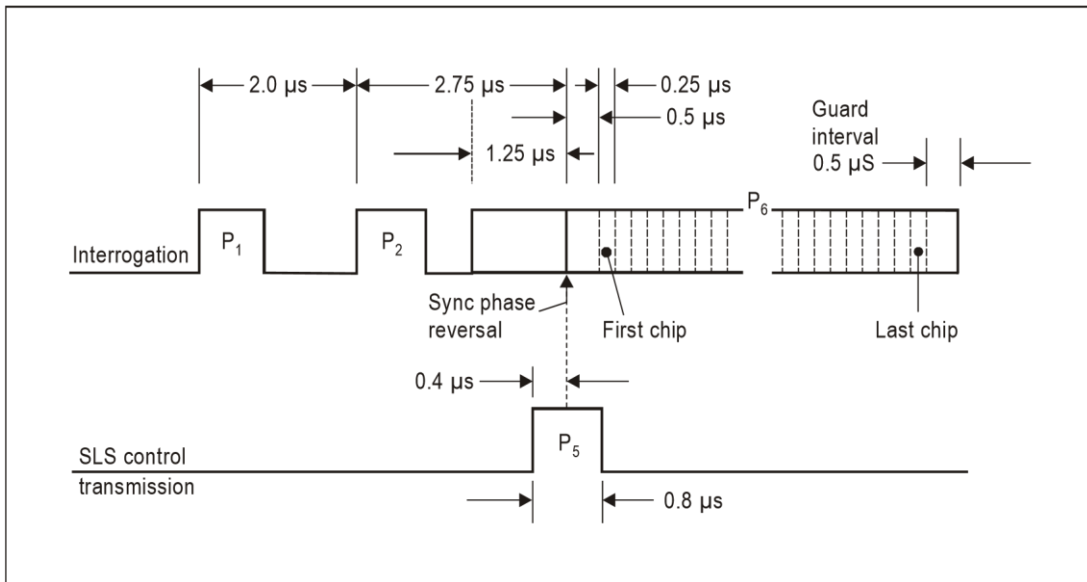 2.0 µs
2.75 µs
0.25 µs
0.5 µs
1.25 µs
Guard
interval
0.5 µS
P6
Interrogation
P1
P2
Sync phase
reversal
First chip
Last chip
0.4 µs
P5
SLS control
transmission
0.8 µs